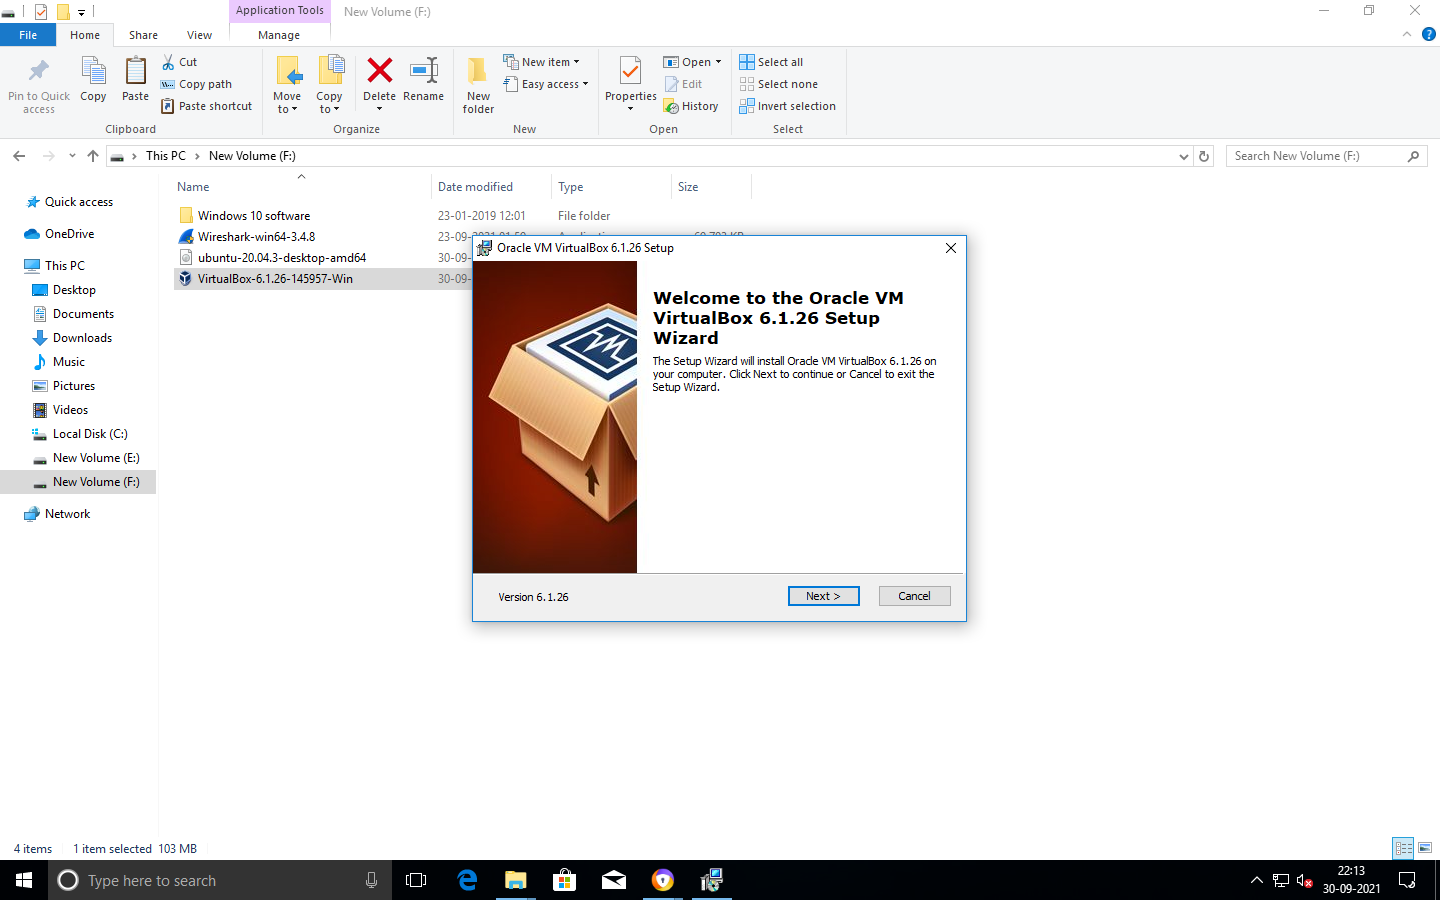 Application Tools
New Volume (F:)
File
Home
Share
View
Manage
Pin to Quick
access
Copy
Paste
Cut
Copy path
Paste shortcut
Clipboard
Move
to
Copy
to
Delete
Rename
Organize
New
folder
New item
Easy access
New
Properties
Open
Edit
History
Open
Select all
Select none
Invert selection
Select
This PC
New Volume (F:)
Search New Volume (F:)
Name
Date modified
Type
Size
Windows 10 software
23-01-2019 12:01
File folder
Wireshark-win64-3.4.8
ubuntu-20.04.3-desktop-amd64
30-09-
VirtualBox-6.1.26-145957-Win
30-09-
Quick access
OneDrive
This PC
Desktop
Documents
Downloads
Music
Pictures
Videos
Local Disk (C:)
New Volume (E:)
New Volume (F:)
Network
Oracle VM VirtualBox 6.1.26 Setup
Welcome to the Oracle VM
VirtualBox 6.1.26 Setup
Wizard
The Setup Wizard will install Oracle VM VirtualBox 6.1.26 on
your computer. Click Next to continue or Cancel to exit the
Setup Wizard.
Version 6.1.26
Next >
Cancel
4 items
1 item selected 103 MB
Type here to search
22:13
30-09-2021